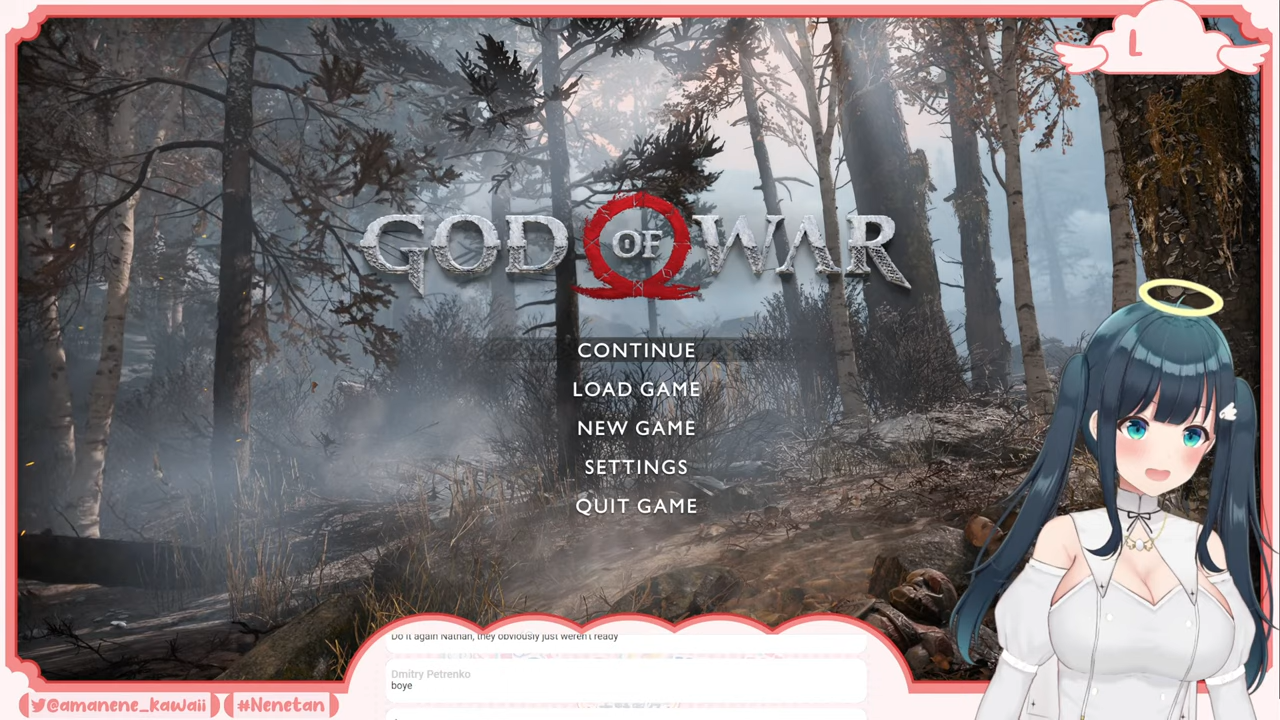 L
GOD OF WAR
CONTINUE
LOAD GAME
NEW GAME
SETTINGS
QUIT GAME
Do it again Nathan, they obviously just weren't ready
Dmitry Petrenko
boye
@amanene_kawaii
#Nenetan